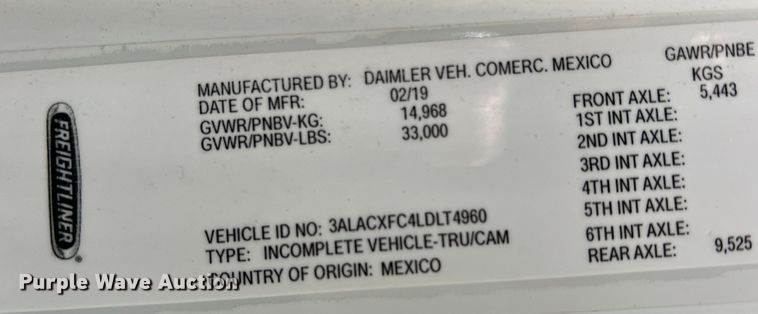 FREIGHTLINER®
MANUFACTURED BY: DAIMLER VEH. COMERC. MEXICO
DATE OF MFR: 02/19
GVWR/PNBV-KG: 14,968
GVWR/PNBV-LBS: 33,000
VEHICLE ID NO: 3ALACXFC4LDLT4960
TYPE: INCOMPLETE VEHICLE-TRU/CAM
COUNTRY OF ORIGIN: MEXICO
GAWR/PNBE
KGS
FRONT AXLE: 5,443
1ST INT AXLE:
2ND INT AXLE:
3RD INT AXLE:
4TH INT AXLE:
5TH INT AXLE:
6TH INT AXLE:
REAR AXLE: 9,525
Purple Wave Auction